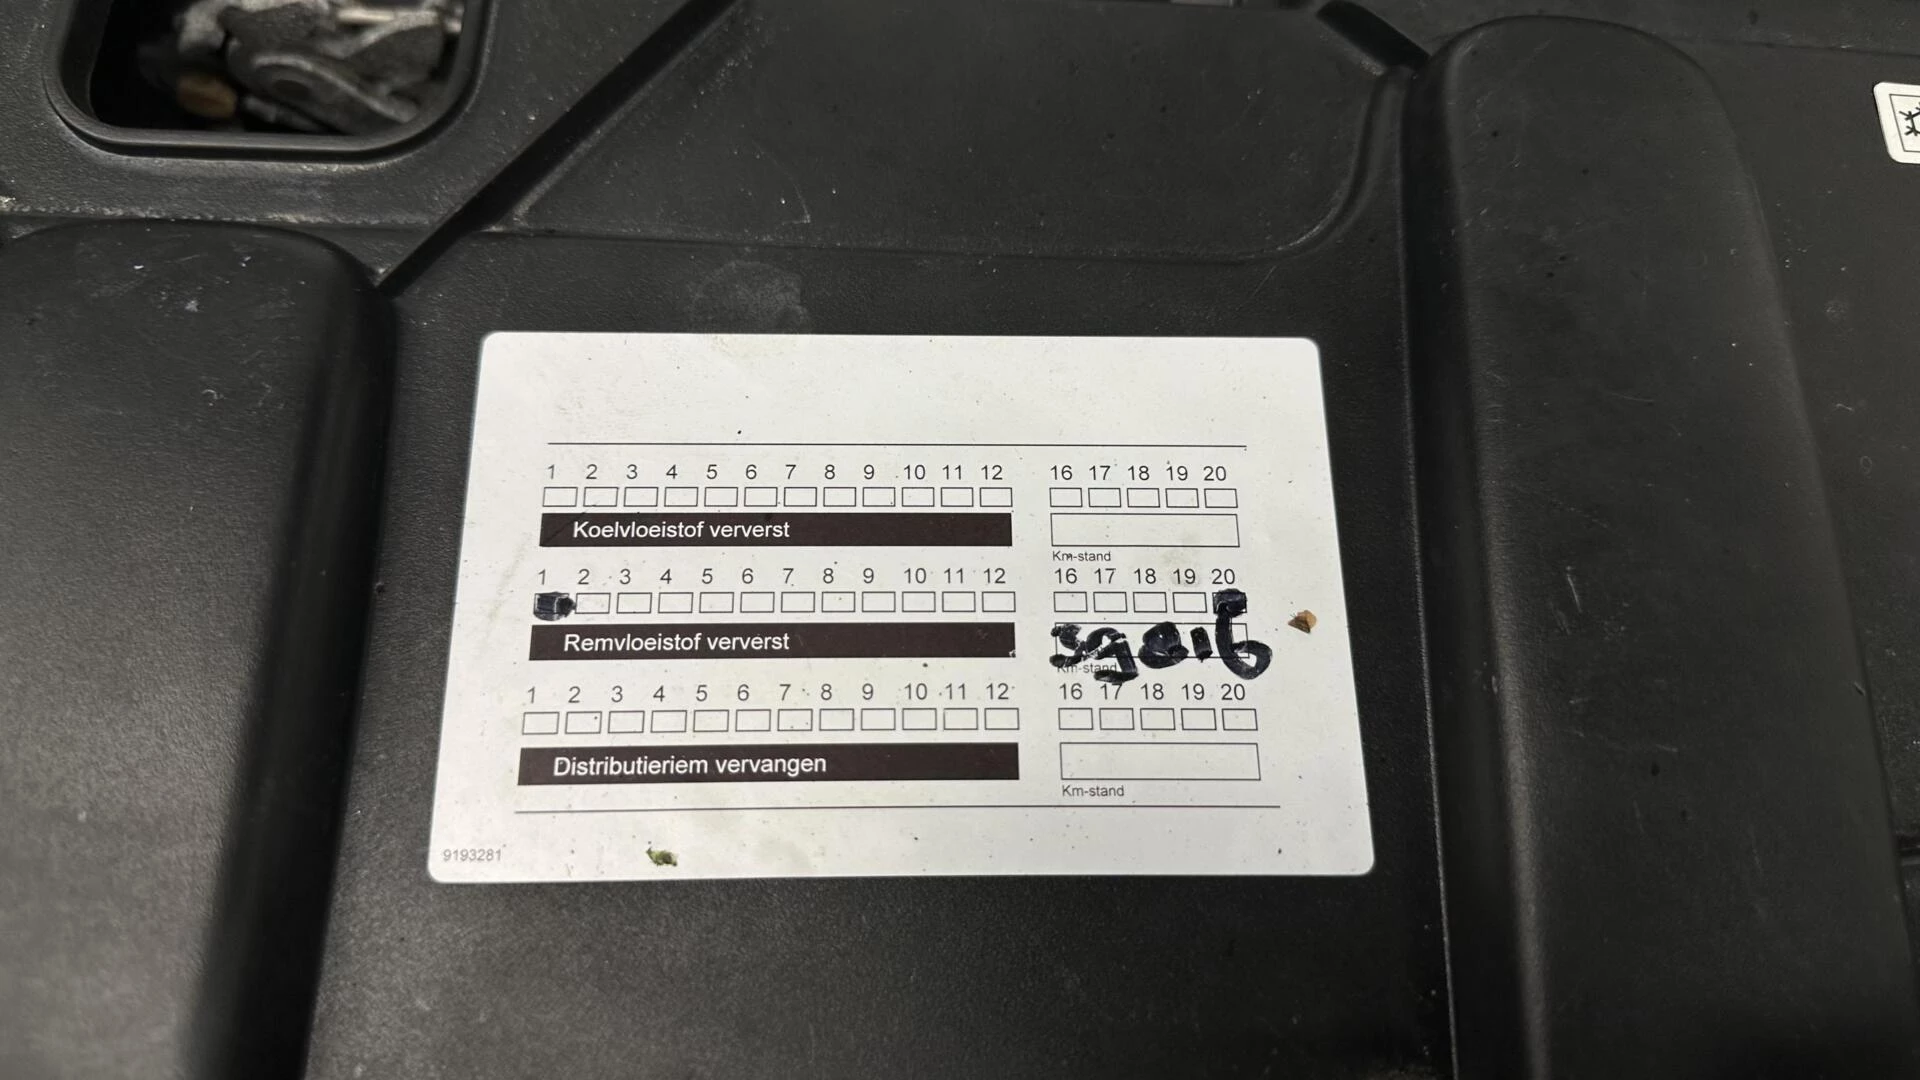 1 2 3 4 5 6 7 8 9 10 11 12 16 17 18 19 20
Koelvloeistof ververst
Km-stand
1 2 3 4 5 6 7 8 9 10 11 12 16 17 18 19 20
Remvloeistof ververst 39816
Km-stand
1 2 3 4 5 6 7 8 9 10 11 12 16 17 18 19 20
Distributieriem vervangen
Km-stand
9193281